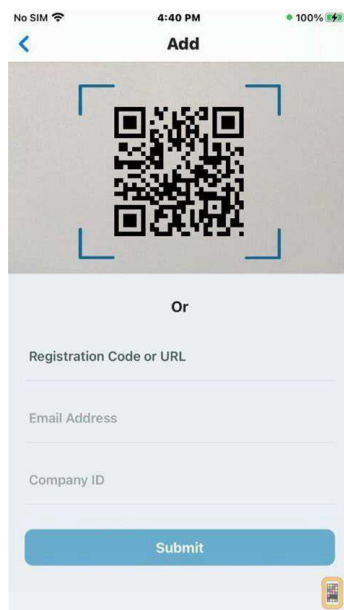 No SIM 4:40 PM 100%
Add
Or
Registration Code or URL
Email Address
Company ID
Submit